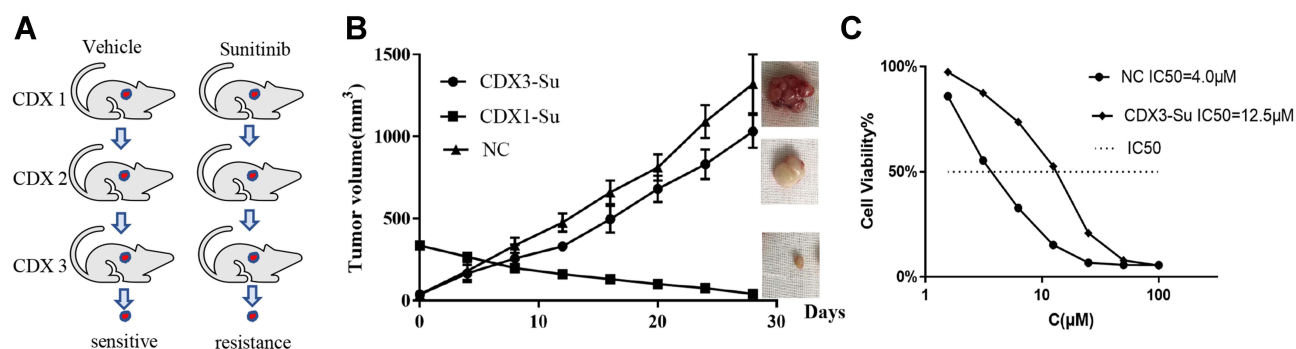 A
Vehicle
Sunitinib
CDX 1
CDX 2
CDX 3
sensitive
resistance
B
Tumor volume(mm³)
1500
1000
500
0
CDX3-Su
CDX1-Su
NC
0
10
20
30
Days
C
Cell Viability%
100%
50%
0%
NC IC50=4.0μM
CDX3-Su IC50=12.5μM
IC50
1
10
100
C(μM)